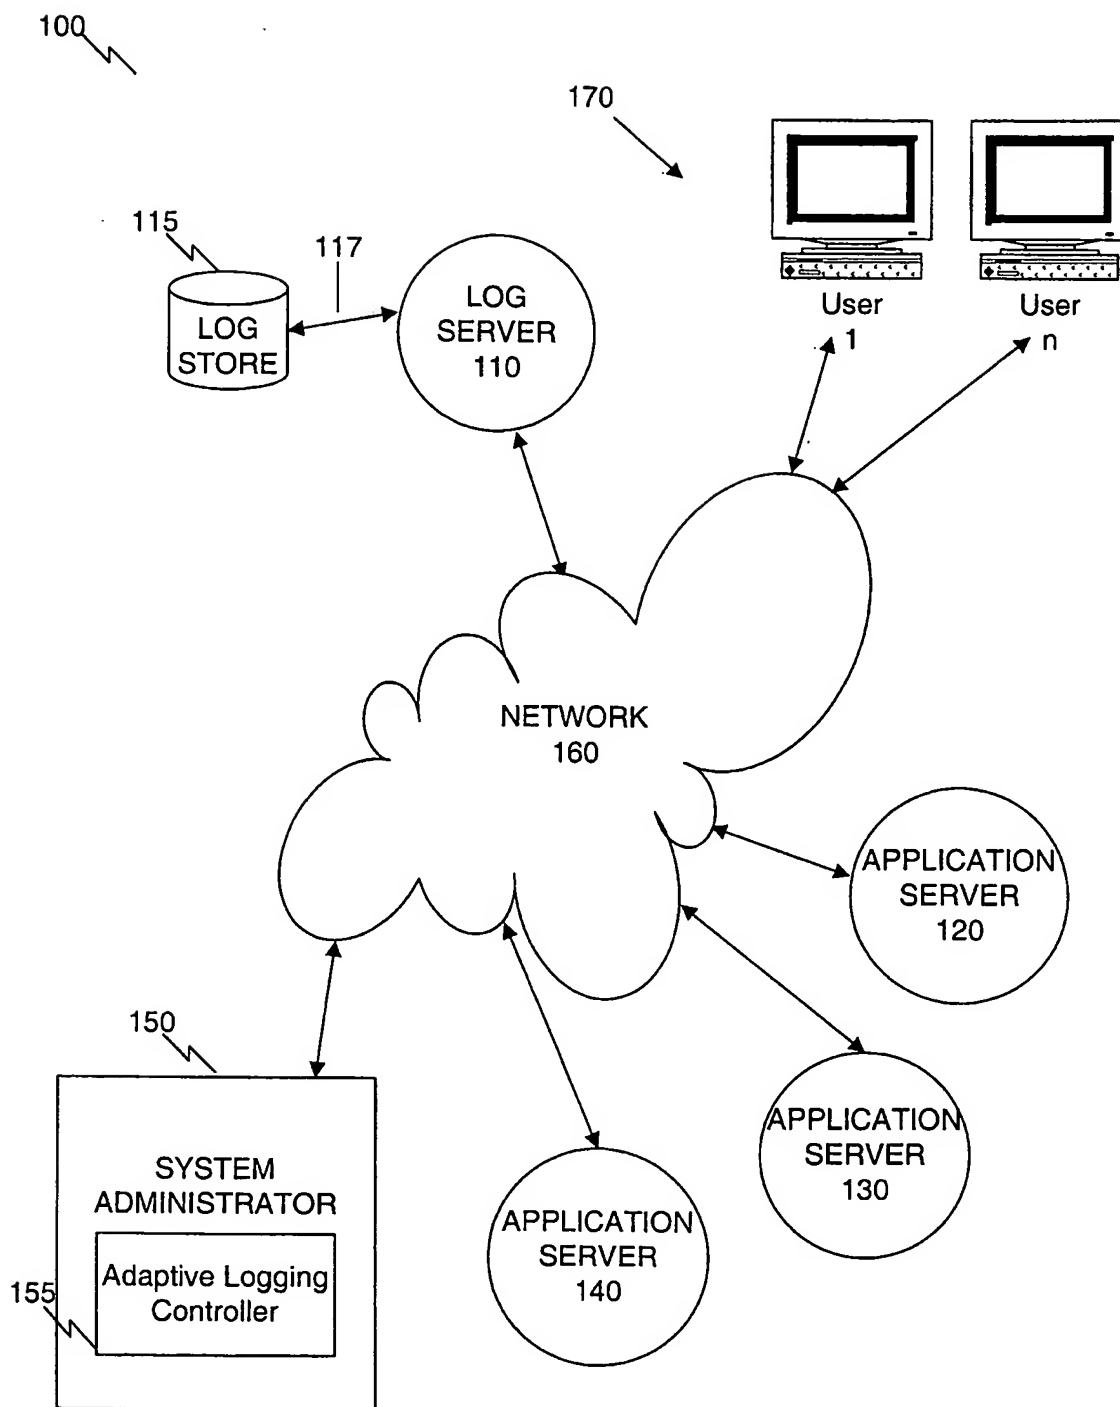 100
170
115
117
LOG
STORE
LOG
SERVER
110
User
1
User
n
NETWORK
160
APPLICATION
SERVER
120
150
APPLICATION
SERVER
130
SYSTEM
ADMINISTRATOR
APPLICATION
SERVER
140
155
Adaptive Logging
Controller